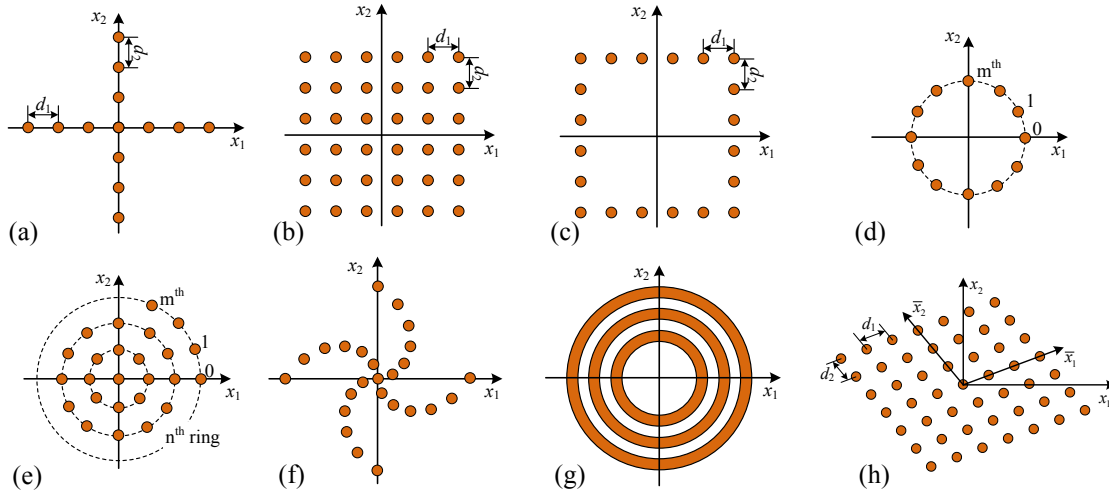 x₂
d₂
d₁
x₁
(a)
x₂
d₁
d₂
x₁
(b)
x₂
d₁
d₂
x₁
(c)
x₂
mᵗʰ
1
0
x₁
(d)
x₂
mᵗʰ
1
0
x₁
nᵗʰ ring
(e)
x₂
x₁
(f)
x₂
x₁
(g)
x₂
x̄₂
d₁
x̄₁
d₂
x₁
(h)